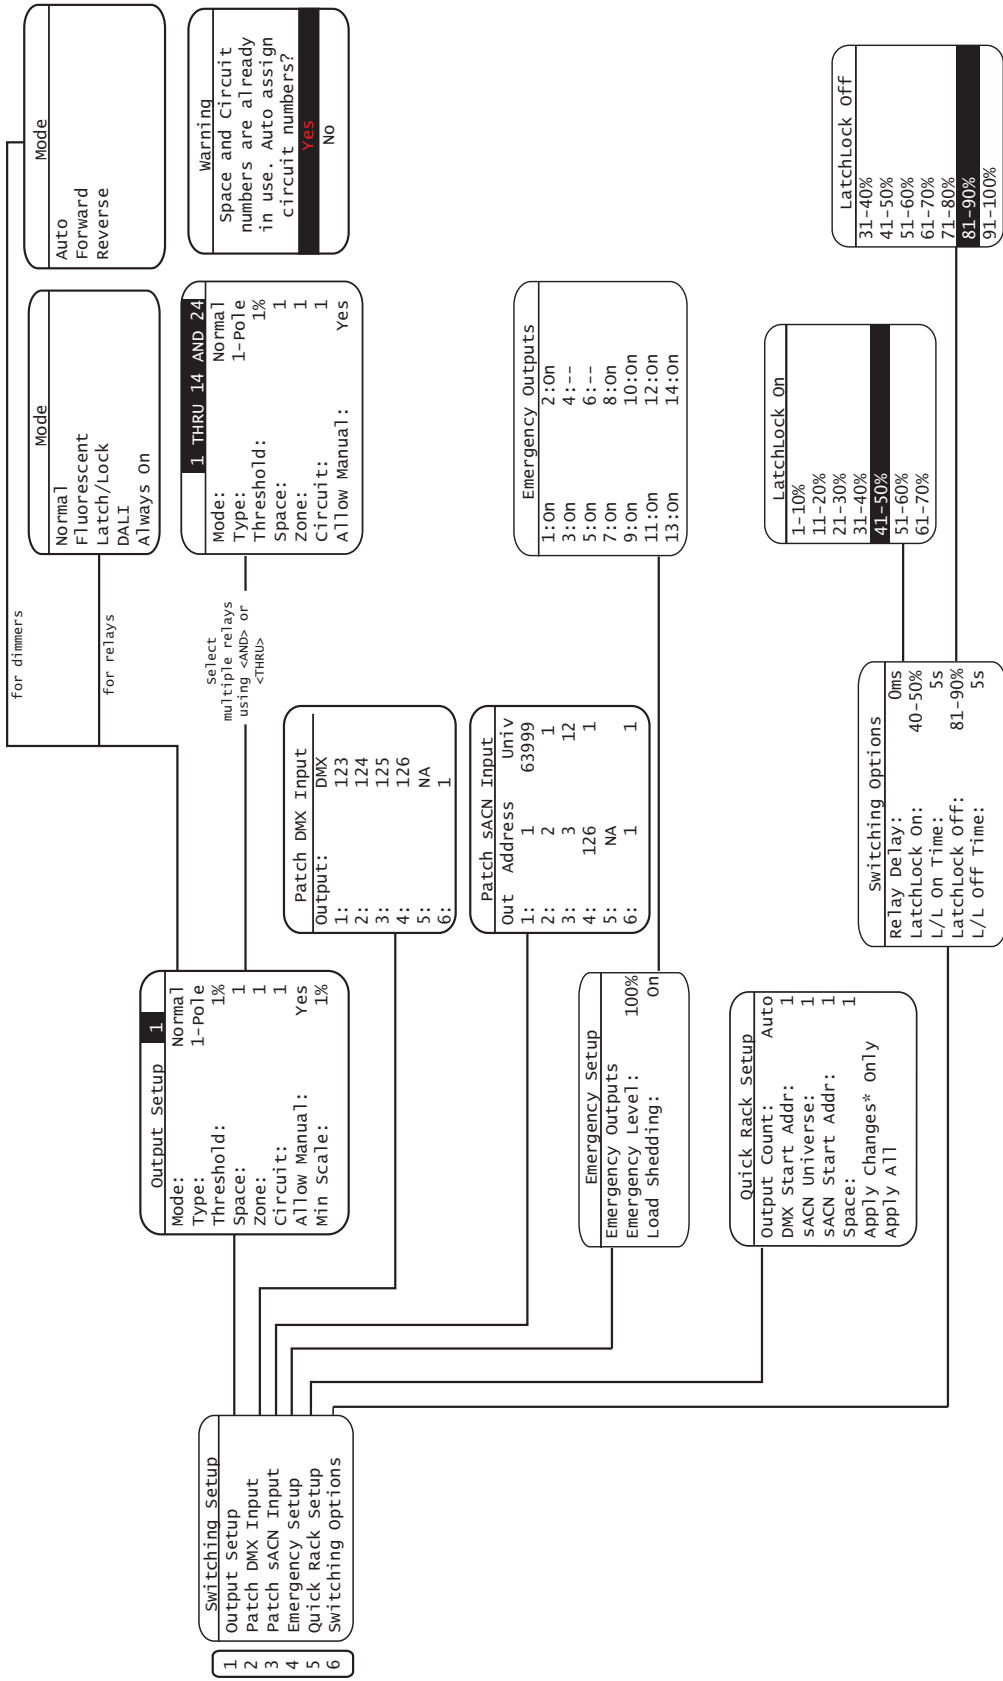 1
2
3
4
5
6
Switching Setup
Output Setup
Patch DMX Input
Patch sACN Input
Emergency Setup
Quick Rack Setup
Switching Options
Output Setup 1
Mode: Normal
Type: 1-Pole
Threshold: 1%
Space: 1
Zone: 1
Circuit: 1
Allow Manual: Yes
Min Scale: 1%
for dimmers
for relays
Mode
Normal
Fluorescent
Latch/Lock
DALI
Always On
Mode
Auto
Forward
Reverse
Select
multiple relays
using <AND> or
<THRU>
1 THRU 14 AND 24
Mode: Normal
Type: 1-Pole
Threshold: 1%
Space: 1
Zone: 1
Circuit: 1
Allow Manual: Yes
Warning
Space and Circuit
numbers are already
in use. Auto assign
circuit numbers?
Yes
No
Patch DMX Input
Output: DMX
1: 123
2: 124
3: 125
4: 126
5: NA
6: 1
Patch sACN Input
Out Address Univ
1: 1 63999
2: 2 1
3: 3 12
4: 126 1
5: NA
6: 1 1
Emergency Setup
Emergency Outputs
Emergency Level: 100%
Load Shedding: On
Emergency Outputs
1:On 2:On
3:On 4:--
5:On 6:--
7:On 8:On
9:On 10:On
11:On 12:On
13:On 14:On
Quick Rack Setup
Output Count: Auto
DMX Start Addr: 1
sACN Universe: 1
sACN Start Addr: 1
Space: 1
Apply Changes* Only
Apply All
Switching Options
Relay Delay: 0ms
LatchLock On: 40-50%
L/L On Time: 5s
LatchLock Off: 81-90%
L/L Off Time: 5s
LatchLock On
1-10%
11-20%
21-30%
31-40%
41-50%
51-60%
61-70%
LatchLock Off
31-40%
41-50%
51-60%
61-70%
71-80%
81-90%
91-100%